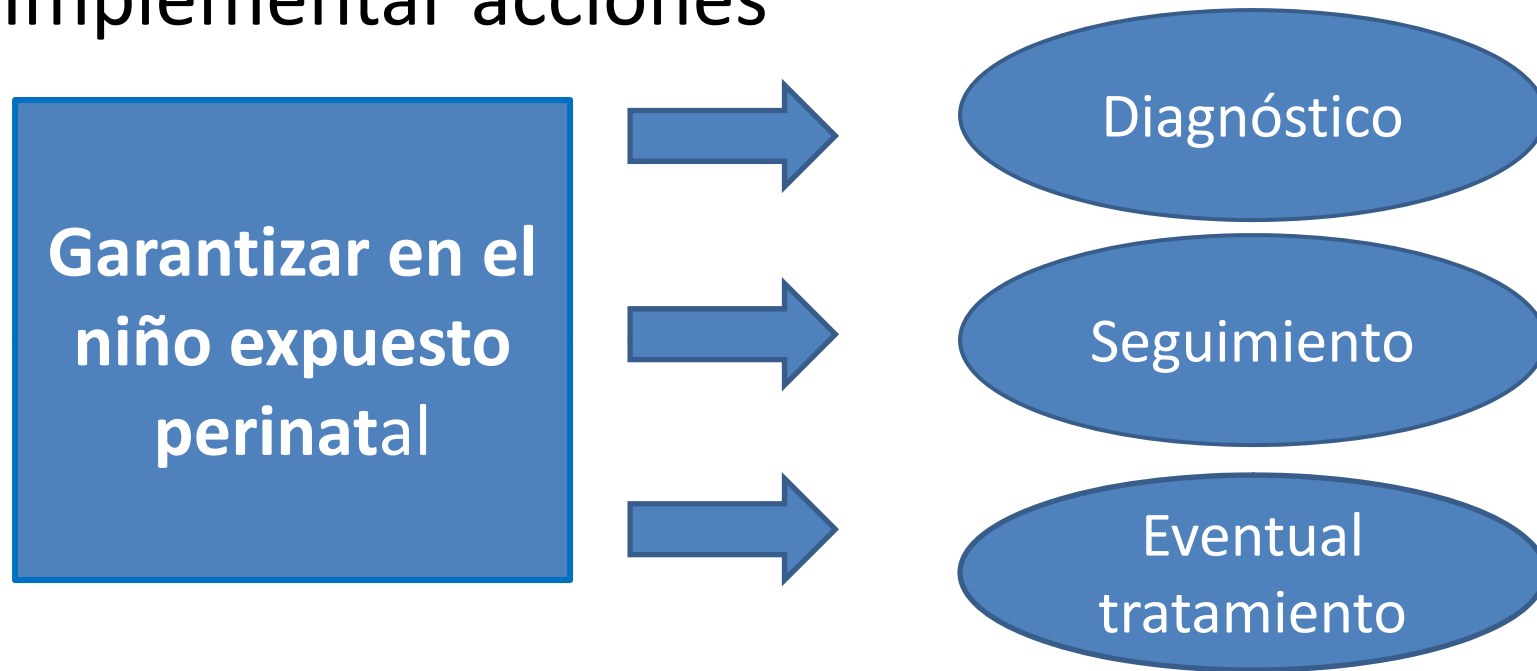 implementar acciones
Garantizar en el
niño expuesto
perinatal
Diagnóstico
Seguimiento
Eventual
tratamiento